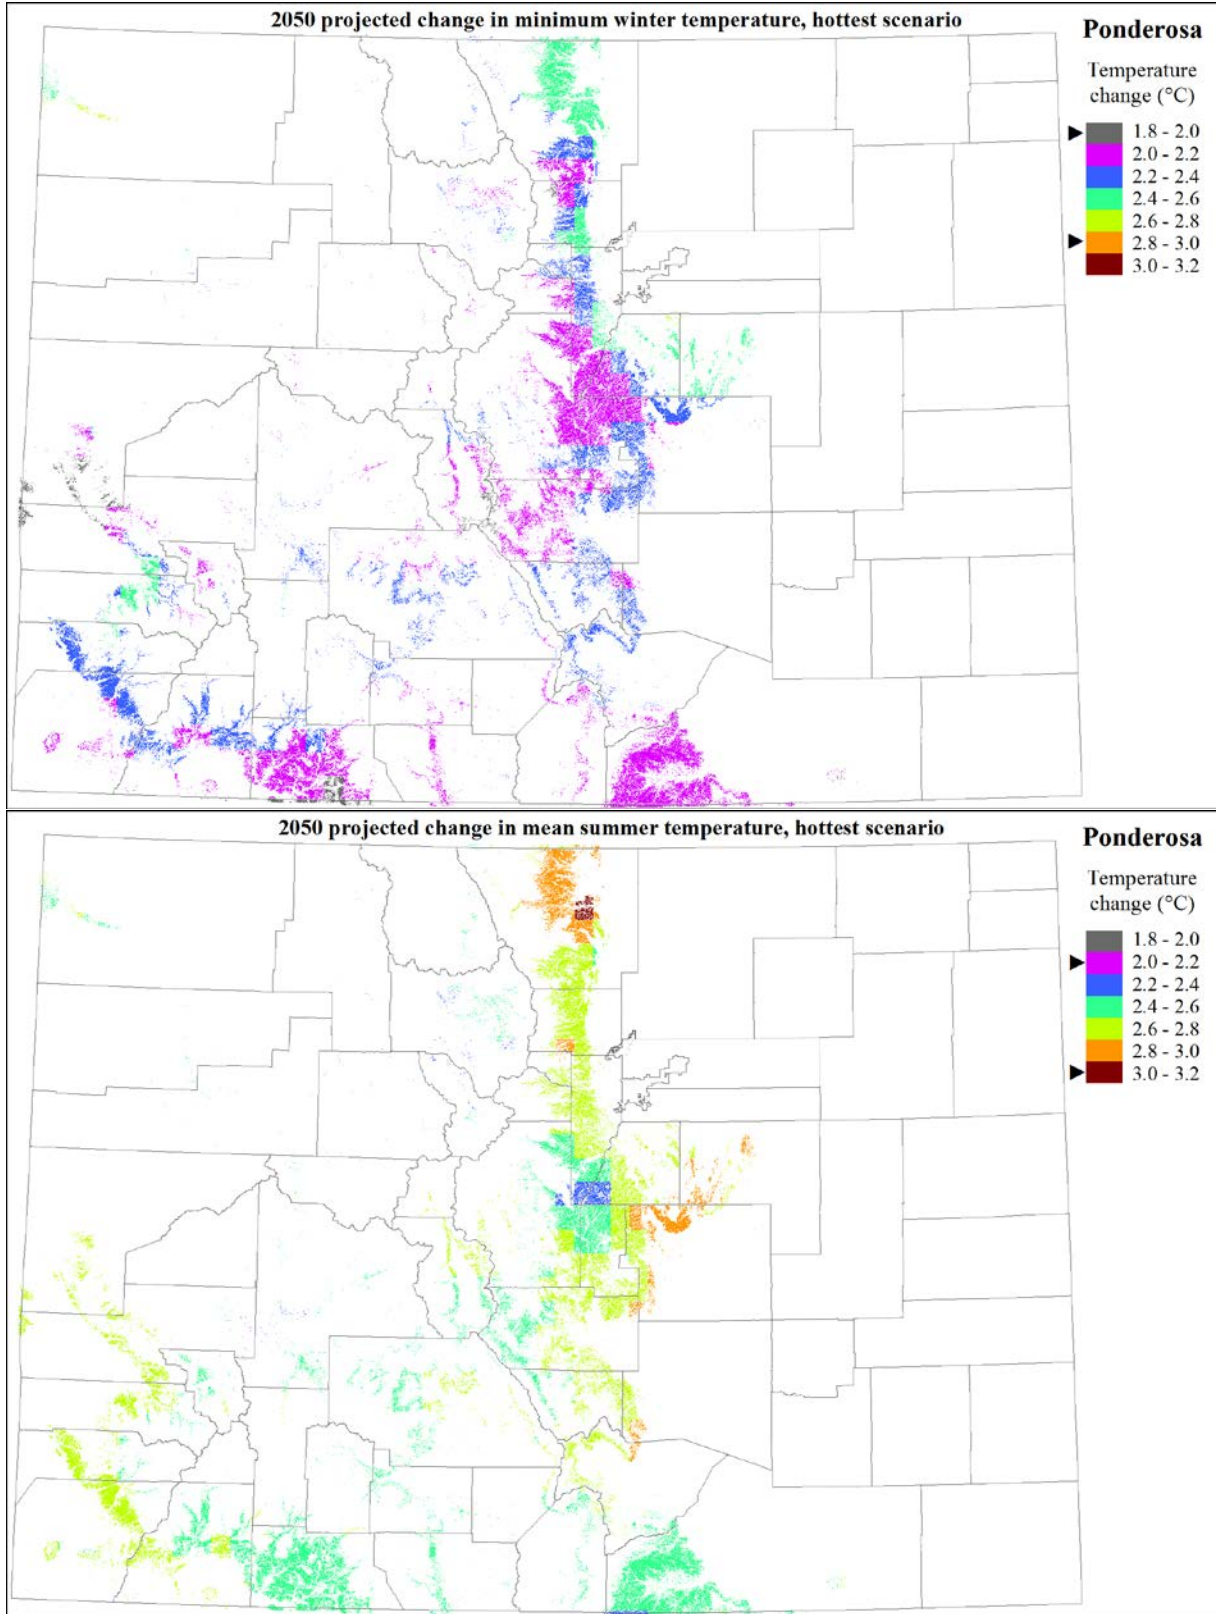 2050 projected change in minimum winter temperature, hottest scenario
Ponderosa
Temperature
change (°C)
1.8 - 2.0
2.0 - 2.2
2.2 - 2.4
2.4 - 2.6
2.6 - 2.8
2.8 - 3.0
3.0 - 3.2
2050 projected change in mean summer temperature, hottest scenario
Ponderosa
Temperature
change (°C)
1.8 - 2.0
2.0 - 2.2
2.2 - 2.4
2.4 - 2.6
2.6 - 2.8
2.8 - 3.0
3.0 - 3.2